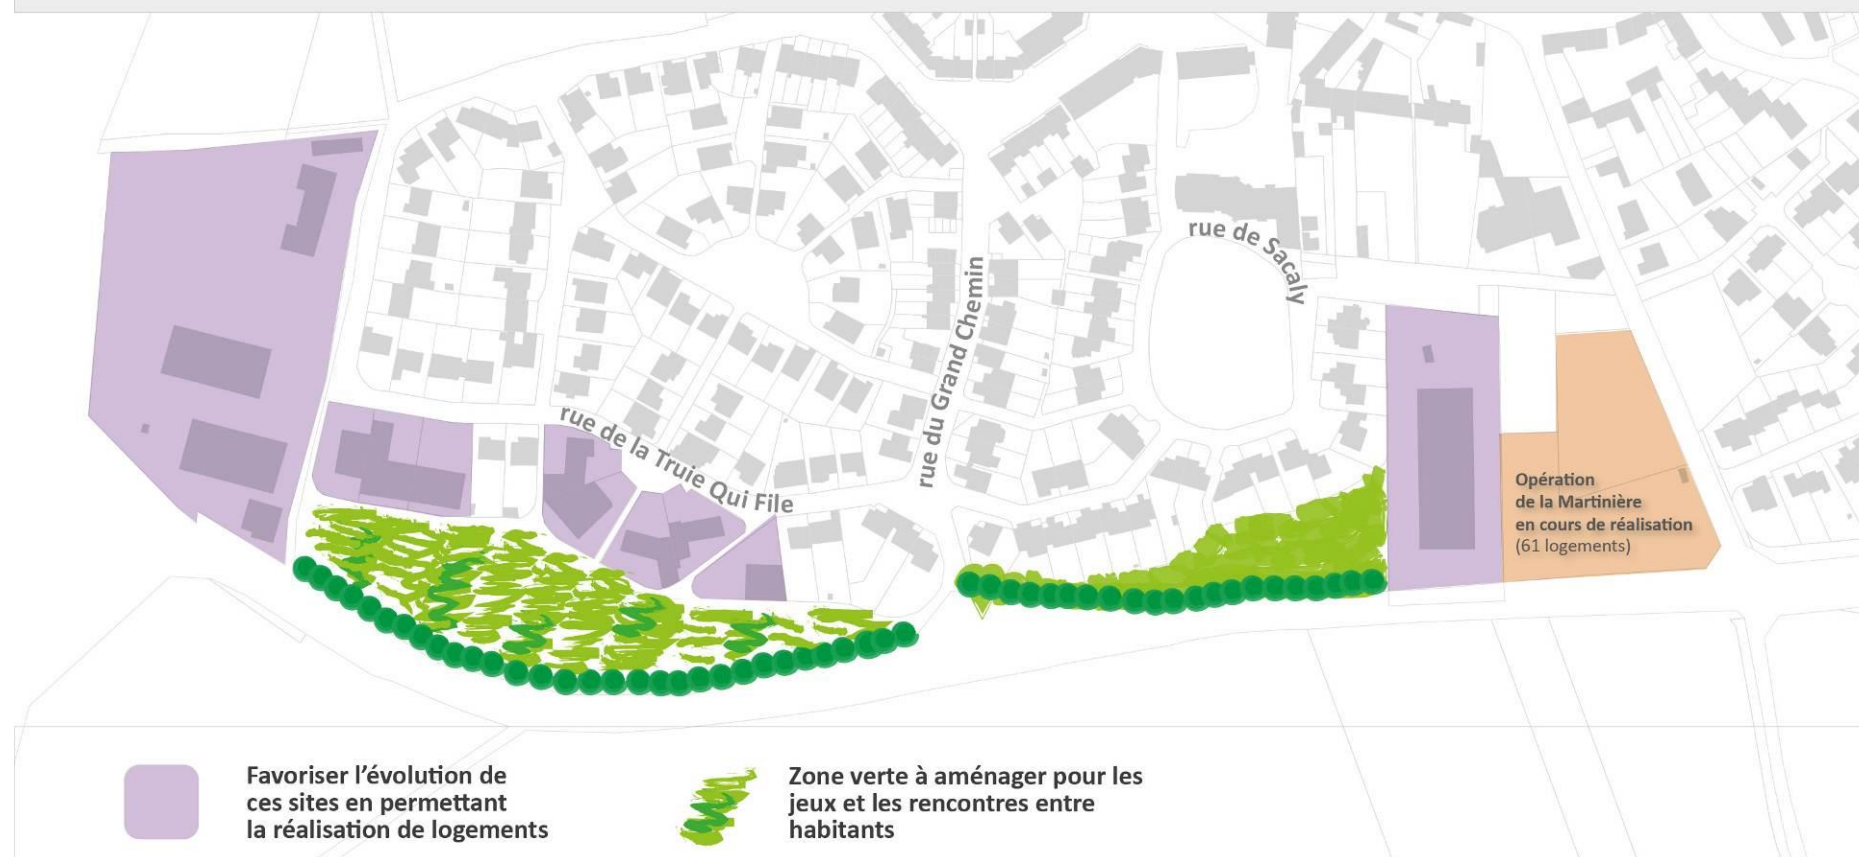 rue de Sacaly
rue du Grand Chemin
rue de la Truie Qui File
Opération
de la Martinière
en cours de réalisation
(61 logements)
Favoriser l’évolution de
ces sites en permettant
la réalisation de logements
Zone verte à aménager pour les
jeux et les rencontres entre
habitants